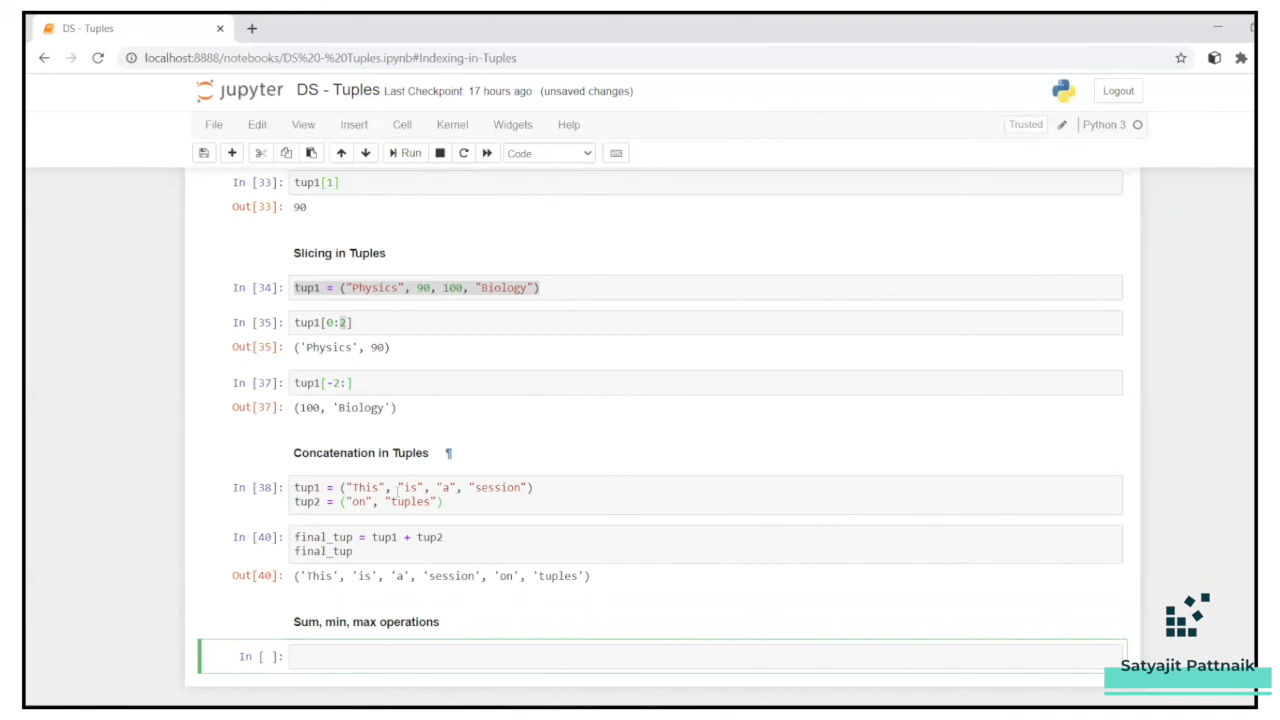 DS - Tuples
localhost:8888/notebooks/DS%20-%20Tuples.ipynb#Indexing-in-Tuples
jupyter DS - Tuples Last Checkpoint: 17 hours ago (unsaved changes) Logout
File Edit View Insert Cell Kernel Widgets Help Trusted Python 3
Run Code
In [33]: tup1[1]
Out[33]: 90
Slicing in Tuples
In [34]: tup1 = ("Physics", 90, 100, "Biology")
In [35]: tup1[0:2]
Out[35]: ('Physics', 90)
In [37]: tup1[-2:]
Out[37]: (100, 'Biology')
Concatenation in Tuples ¶
In [38]: tup1 = ("This", "is", "a", "session")
tup2 = ("on", "tuples")
In [40]: final_tup = tup1 + tup2
final_tup
Out[40]: ('This', 'is', 'a', 'session', 'on', 'tuples')
Sum, min, max operations
In [ ]:
Satyajit Pattnaik